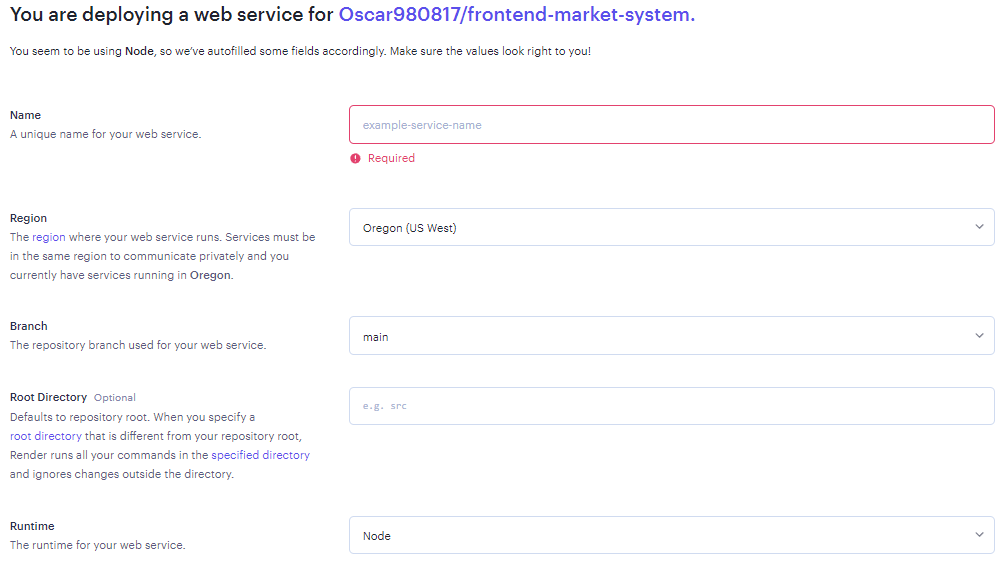 You are deploying a web service for Oscar980817/frontend-market-system.
You seem to be using Node, so we’ve autofilled some fields accordingly. Make sure the values look right to you!
Name
A unique name for your web service.
example-service-name
Required
Region
The region where your web service runs. Services must be
in the same region to communicate privately and you
currently have services running in Oregon.
Oregon (US West)
Branch
The repository branch used for your web service.
main
Root Directory Optional
Defaults to repository root. When you specify a
root directory that is different from your repository root,
Render runs all your commands in the specified directory
and ignores changes outside the directory.
e.g. src
Runtime
The runtime for your web service.
Node